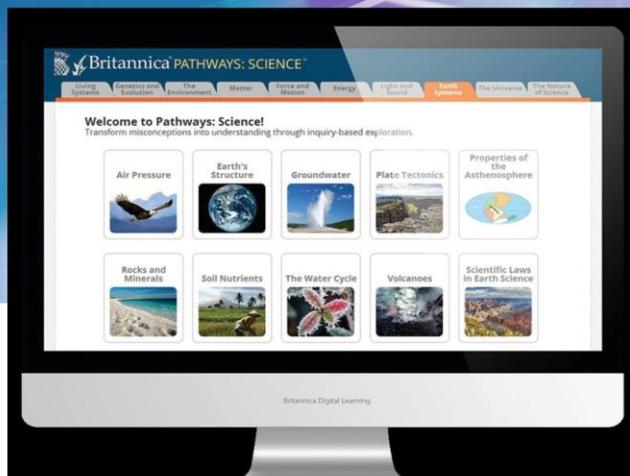 Britannica® PATHWAYS: SCIENCE™
Living Systems
Genetics and Evolution
The Environment
Matter
Force and Motion
Energy
Light and Sound
Earth Systems
The Universe
The Nature of Science
Welcome to Pathways: Science!
Transform misconceptions into understanding through inquiry-based exploration.
Air Pressure
Earth's Structure
Groundwater
Plate Tectonics
Properties of the Asthenosphere
Rocks and Minerals
Soil Nutrients
The Water Cycle
Volcanoes
Scientific Laws in Earth Science
Britannica Digital Learning